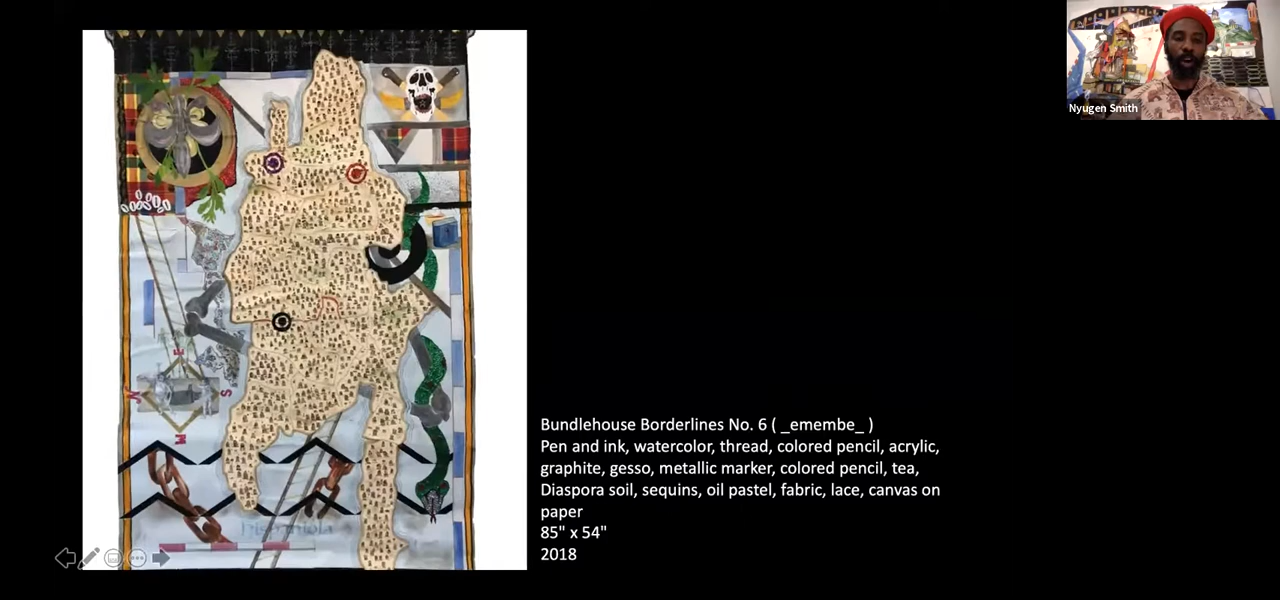 Nyugen Smith
E
N
S
W
hispaniola
Bundlehouse Borderlines No. 6 ( _emembe_ )
Pen and ink, watercolor, thread, colored pencil, acrylic,
graphite, gesso, metallic marker, colored pencil, tea,
Diaspora soil, sequins, oil pastel, fabric, lace, canvas on
paper
85" x 54"
2018